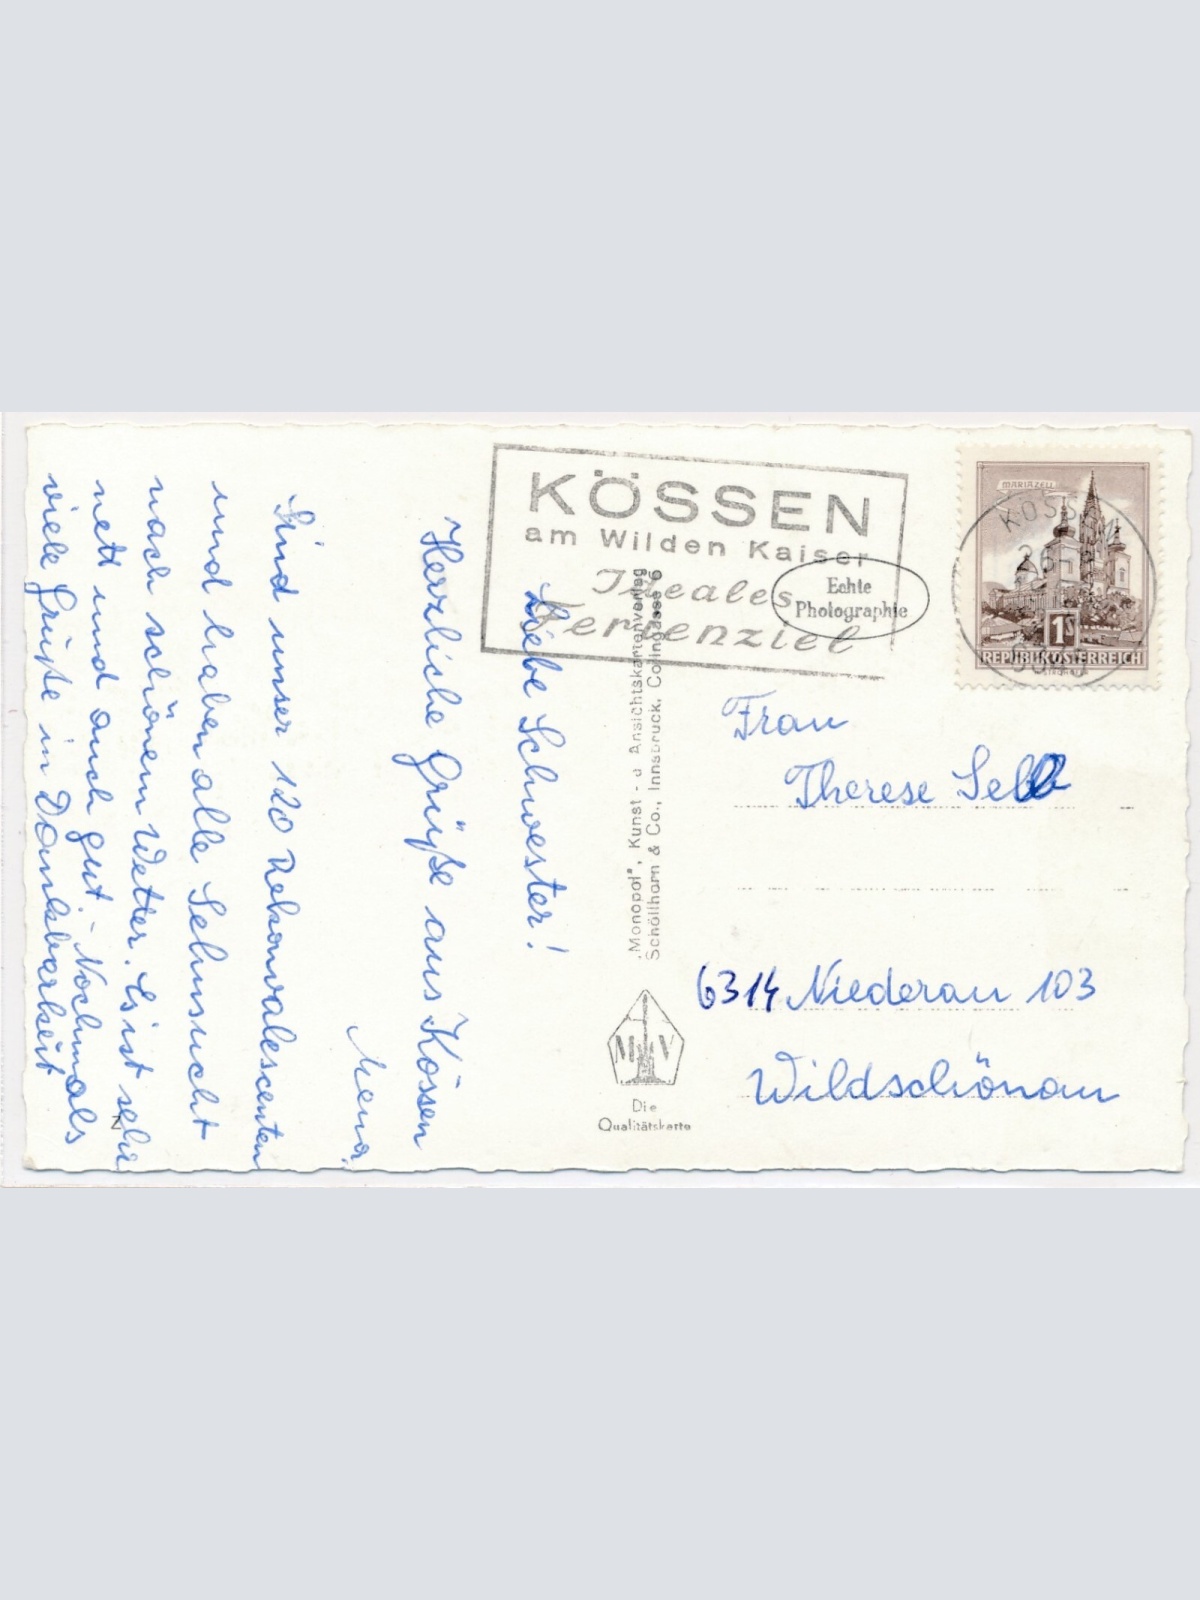 Liebe Schwester!
Herzliche Grüße aus Kössen
Sind unser 120 Rekonvalescenten
und haben alle Sehnsucht
nach schönem Wetter. Es ist sehr
nett und auch gut – Nochmals
viele Grüße in Dankbarkeit
KÖSSEN
am Wilden Kaiser
Ideales
Ferienziel
Echte
Photographie
MARIAZELL
KÖSSEN
1S
REPUBLIK ÖSTERREICH
„Monopol", Kunst- u. Ansichtskartenverlag
Schöllhorn & Co., Innsbruck, Colingasse 6
M V
Die
Qualitätskarte
Z
Frau
Therese
6314 Niederau 103
Wildschönau